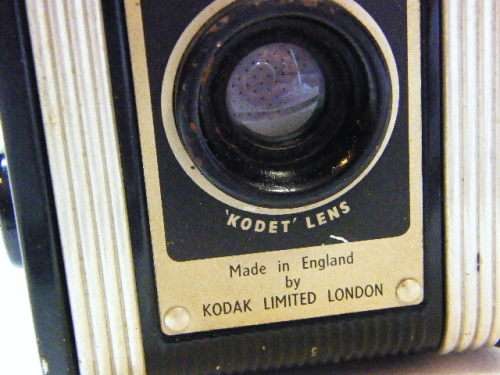 'KODET' LENS
Made in England
by
KODAK LIMITED LONDON